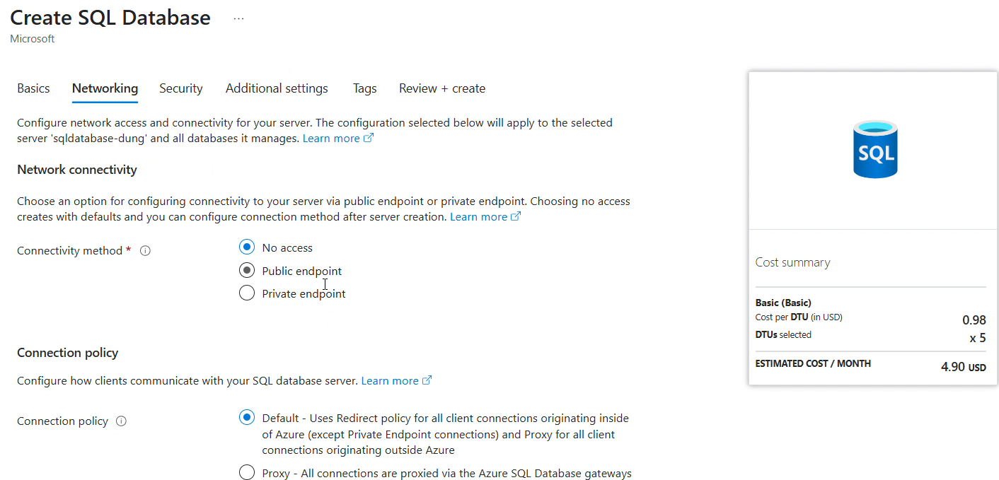 Create SQL Database ...
Microsoft
Basics Networking Security Additional settings Tags Review + create
Configure network access and connectivity for your server. The configuration selected below will apply to the selected
server 'sqldatabase-dung' and all databases it manages. Learn more
Network connectivity
Choose an option for configuring connectivity to your server via public endpoint or private endpoint. Choosing no access
creates with defaults and you can configure connection method after server creation. Learn more
Connectivity method *
No access
Public endpoint
Private endpoint
Connection policy
Configure how clients communicate with your SQL database server. Learn more
Connection policy
Default - Uses Redirect policy for all client connections originating inside
of Azure (except Private Endpoint connections) and Proxy for all client
connections originating outside Azure
Proxy - All connections are proxied via the Azure SQL Database gateways
SQL
Cost summary
Basic (Basic)
Cost per DTU (in USD) 0.98
DTUs selected x 5
ESTIMATED COST / MONTH 4.90 USD